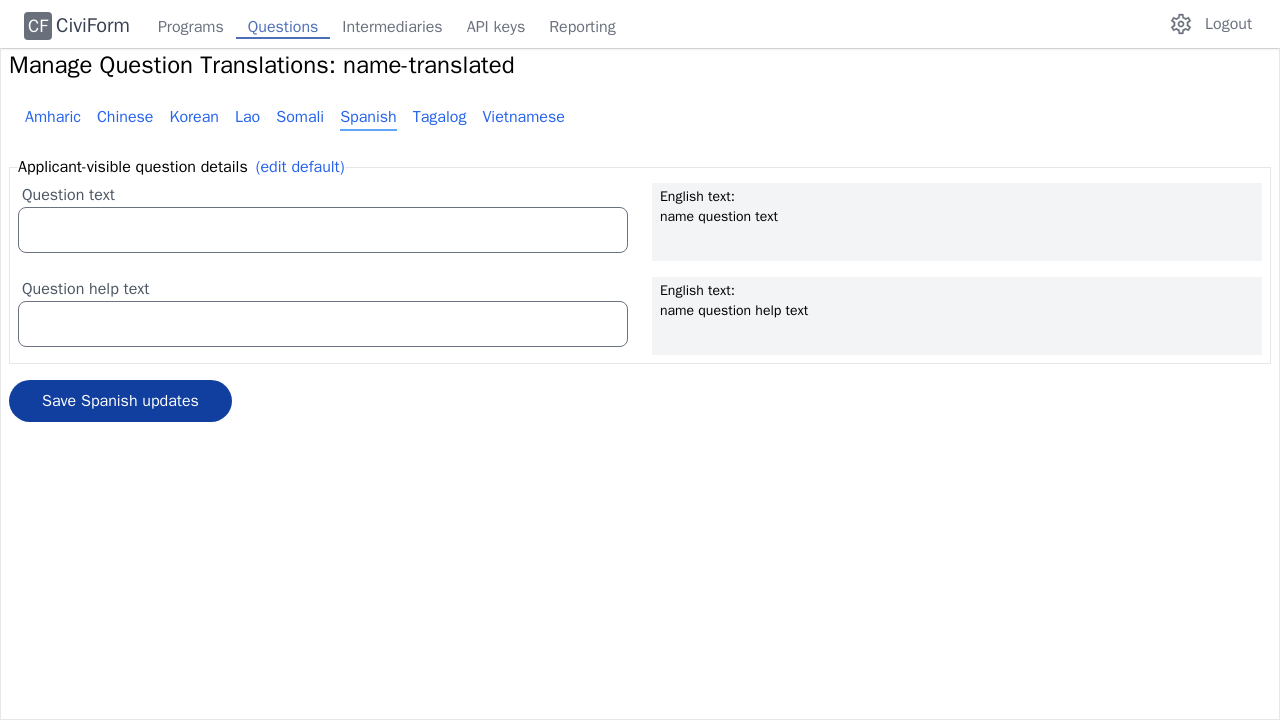 CF CiviForm Programs Questions Intermediaries API keys Reporting Logout
Manage Question Translations: name-translated
Amharic Chinese Korean Lao Somali Spanish Tagalog Vietnamese
Applicant-visible question details (edit default)
Question text
English text:
name question text
Question help text
English text:
name question help text
Save Spanish updates